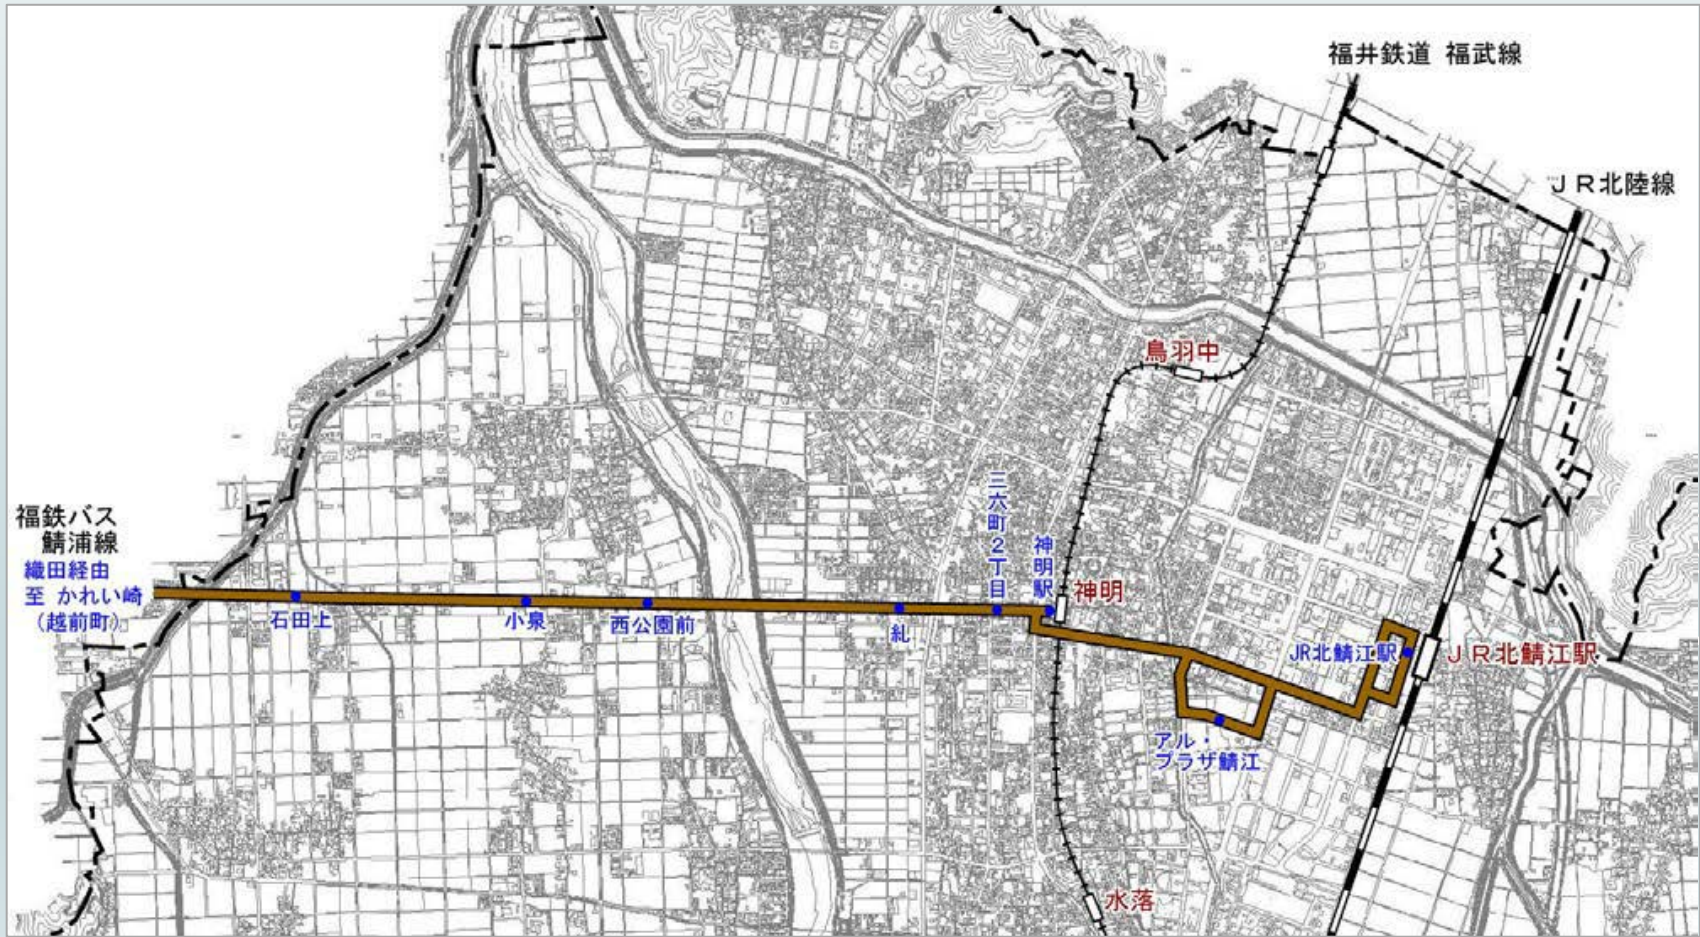 福井鉄道 福武線
ＪＲ北陸線
鳥羽中
三六町２丁目
神明駅
神明
福鉄バス
鯖浦線
織田経由
至 かれい崎
（越前町）
石田上
小泉
西公園前
糺
JR北鯖江駅
ＪＲ北鯖江駅
アル・
プラザ鯖江
水落